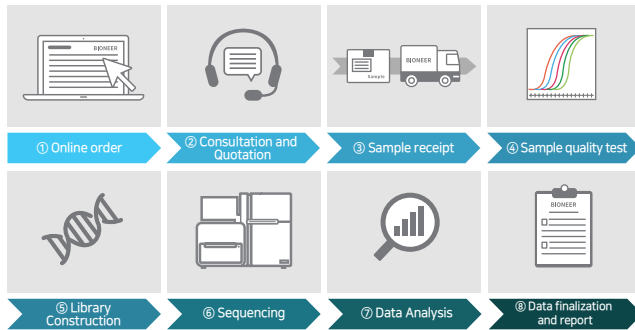 BIONEER
Sample
BIONEER
① Online order
② Consultation and
Quotation
③ Sample receipt
④ Sample quality test
BIONEER
⑤ Library
Construction
⑥ Sequencing
⑦ Data Analysis
⑧ Data finalization
and report